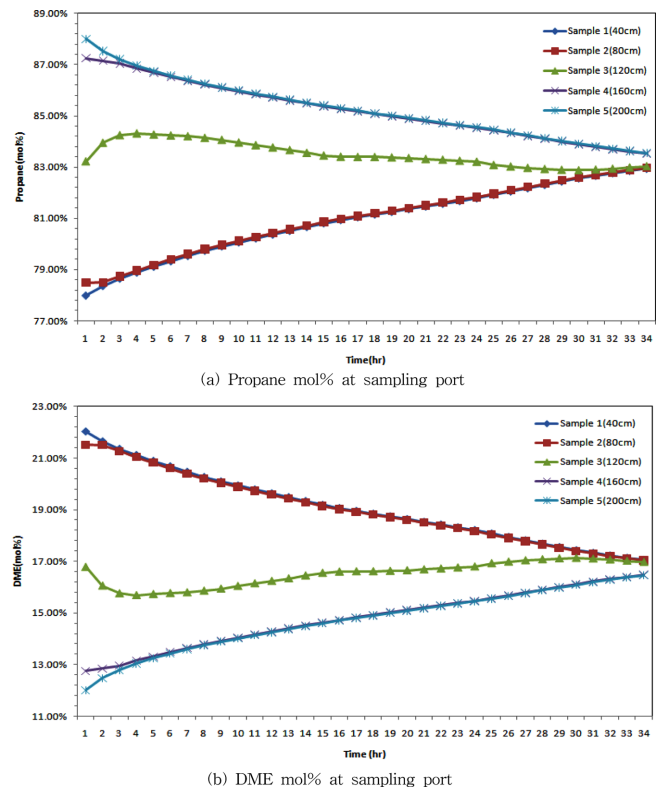 89.00%
87.00%
85.00%
83.00%
81.00%
79.00%
77.00%
Propane(mol%)
Sample 1(40cm)
Sample 2(80cm)
Sample 3(120cm)
Sample 4(160cm)
Sample 5(200cm)
1 2 3 4 5 6 7 8 9 10 11 12 13 14 15 16 17 18 19 20 21 22 23 24 25 26 27 28 29 30 31 32 33 34
Time(hr)
(a) Propane mol% at sampling port
23.00%
21.00%
19.00%
17.00%
15.00%
13.00%
11.00%
DME(mol%)
Sample 1(40cm)
Sample 2(80cm)
Sample 3(120cm)
Sample 4(160cm)
Sample 5(200cm)
1 2 3 4 5 6 7 8 9 10 11 12 13 14 15 16 17 18 19 20 21 22 23 24 25 26 27 28 29 30 31 32 33 34
Time (hr)
(b) DME mol% at sampling port